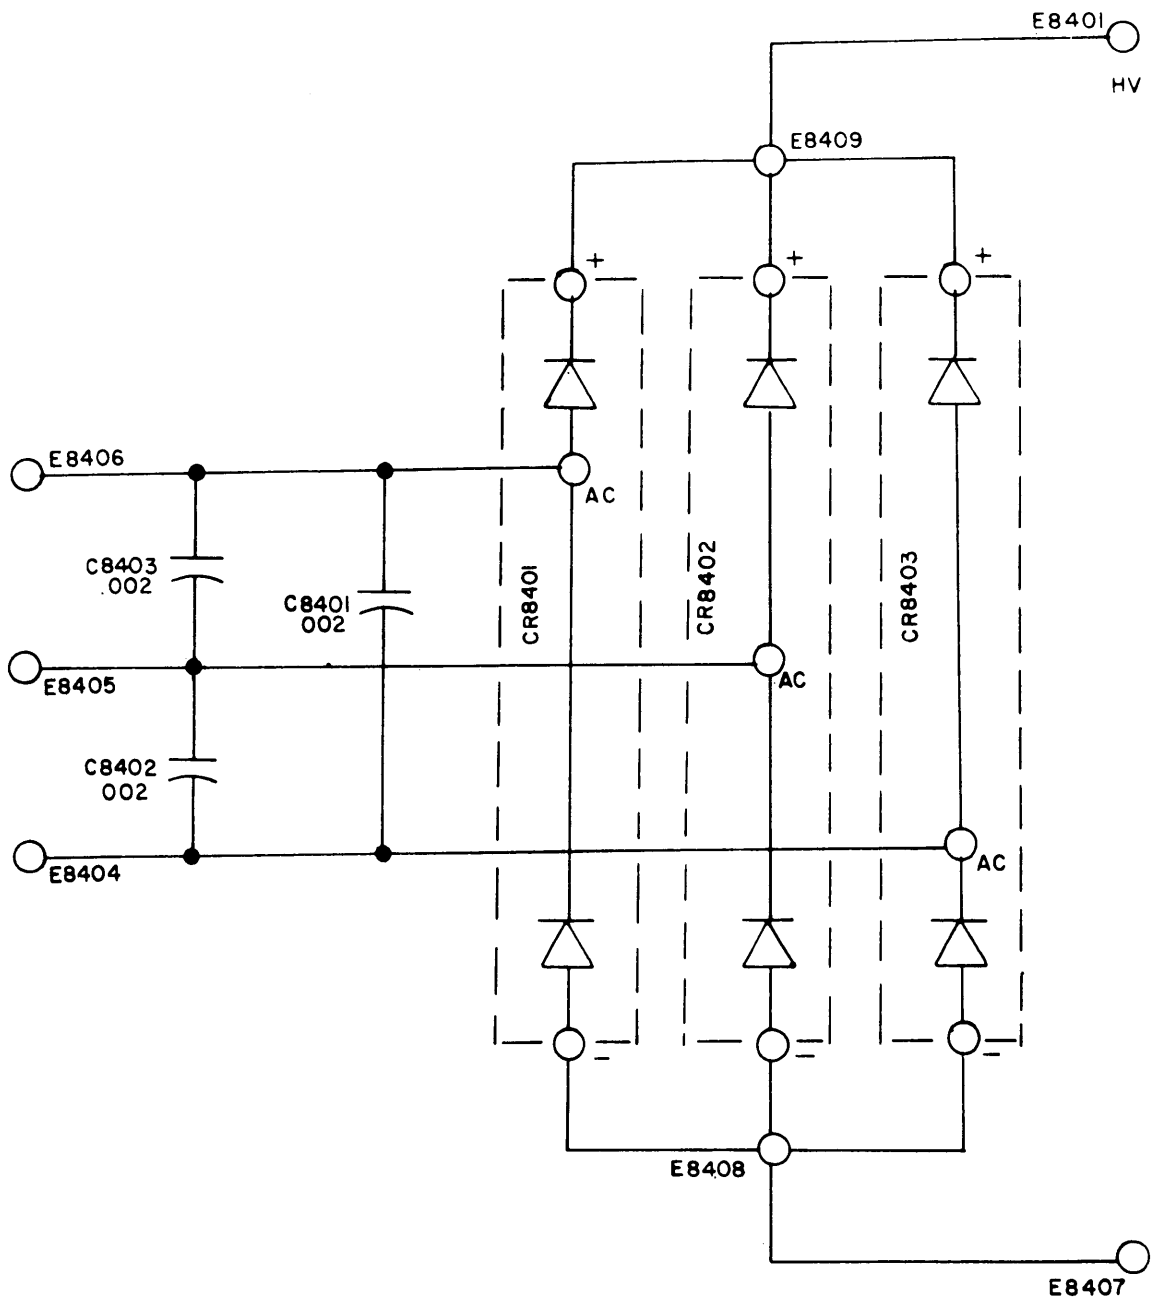 E8401
HV
E8409
+
+
+
E8406
AC
C8403
.002
C8401
002
CR8401
CR8402
CR8403
E8405
AC
C8402
002
E8404
AC
–
–
–
E8408
E8407